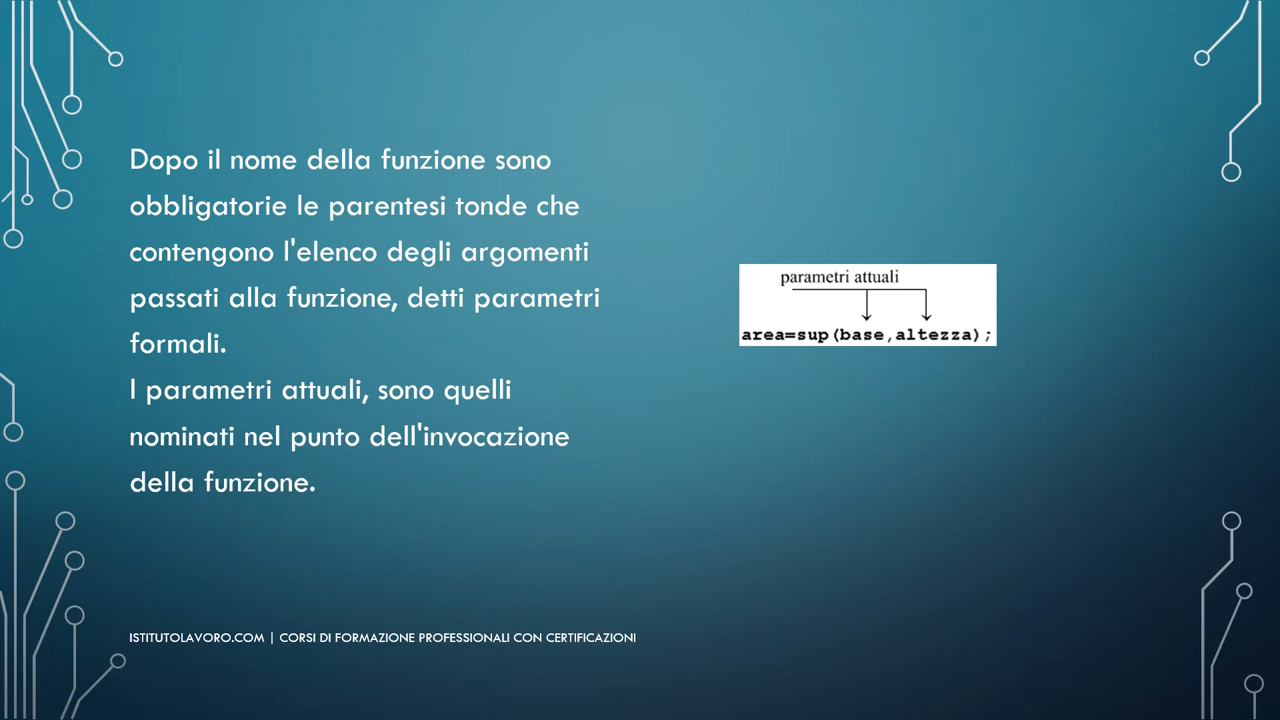 Dopo il nome della funzione sono
obbligatorie le parentesi tonde che
contengono l'elenco degli argomenti
passati alla funzione, detti parametri
formali.
I parametri attuali, sono quelli
nominati nel punto dell'invocazione
della funzione.
parametri attuali
area=sup(base,altezza);
ISTITUTOLAVORO.COM | CORSI DI FORMAZIONE PROFESSIONALI CON CERTIFICAZIONI